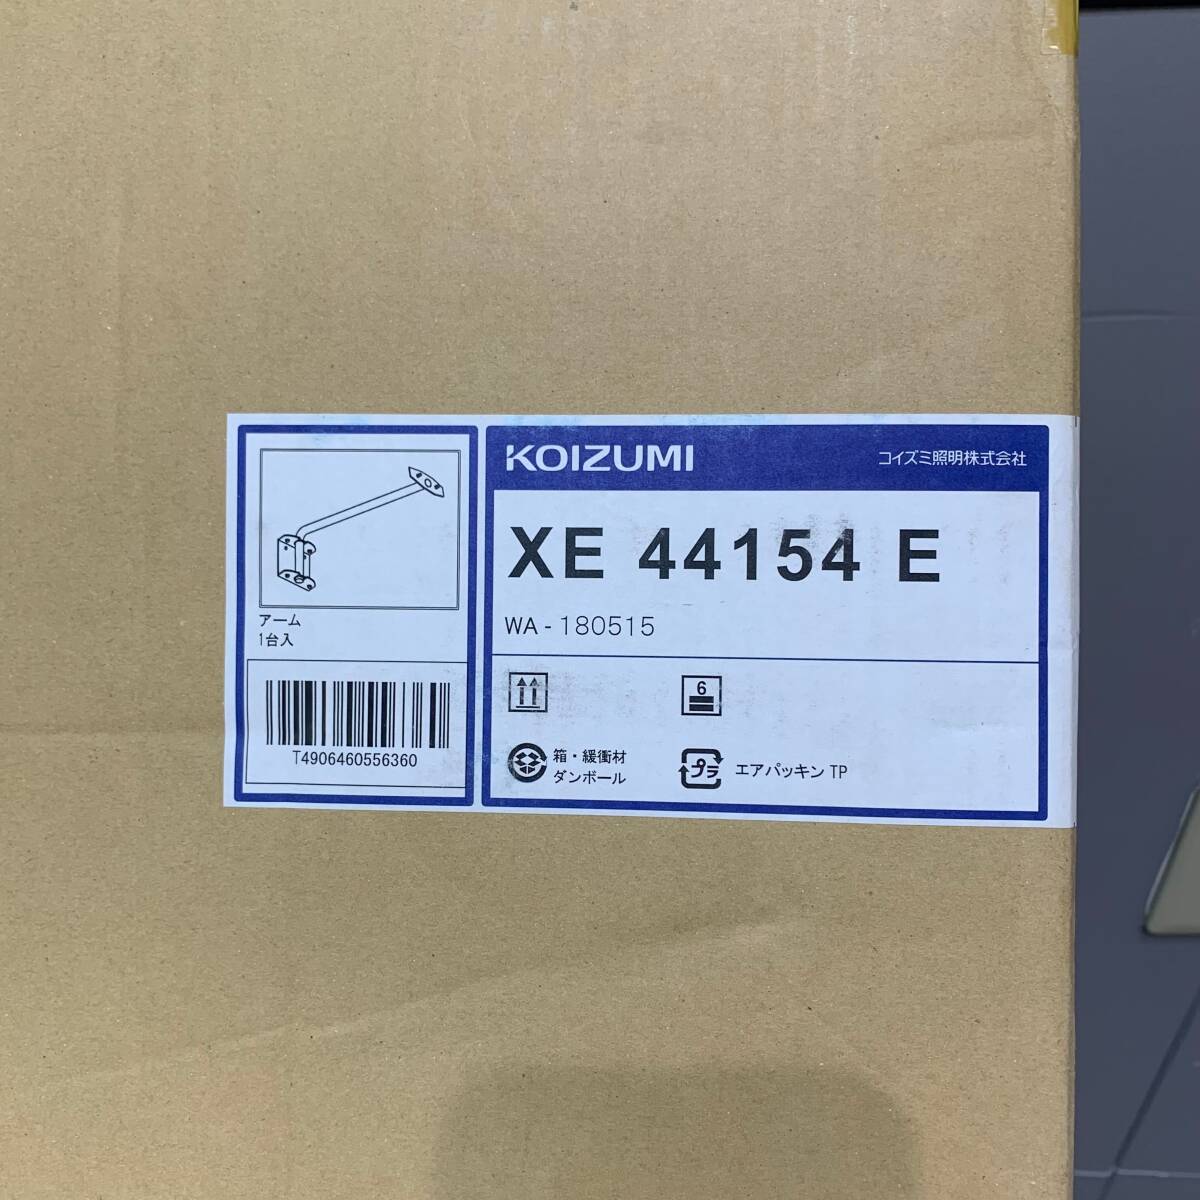 KOIZUMI
コイズミ照明株式会社
XE 44154 E
WA - 180515
アーム
1台入
T4906460556360
6
箱・緩衝材
ダンボール
プラ
エアパッキン TP